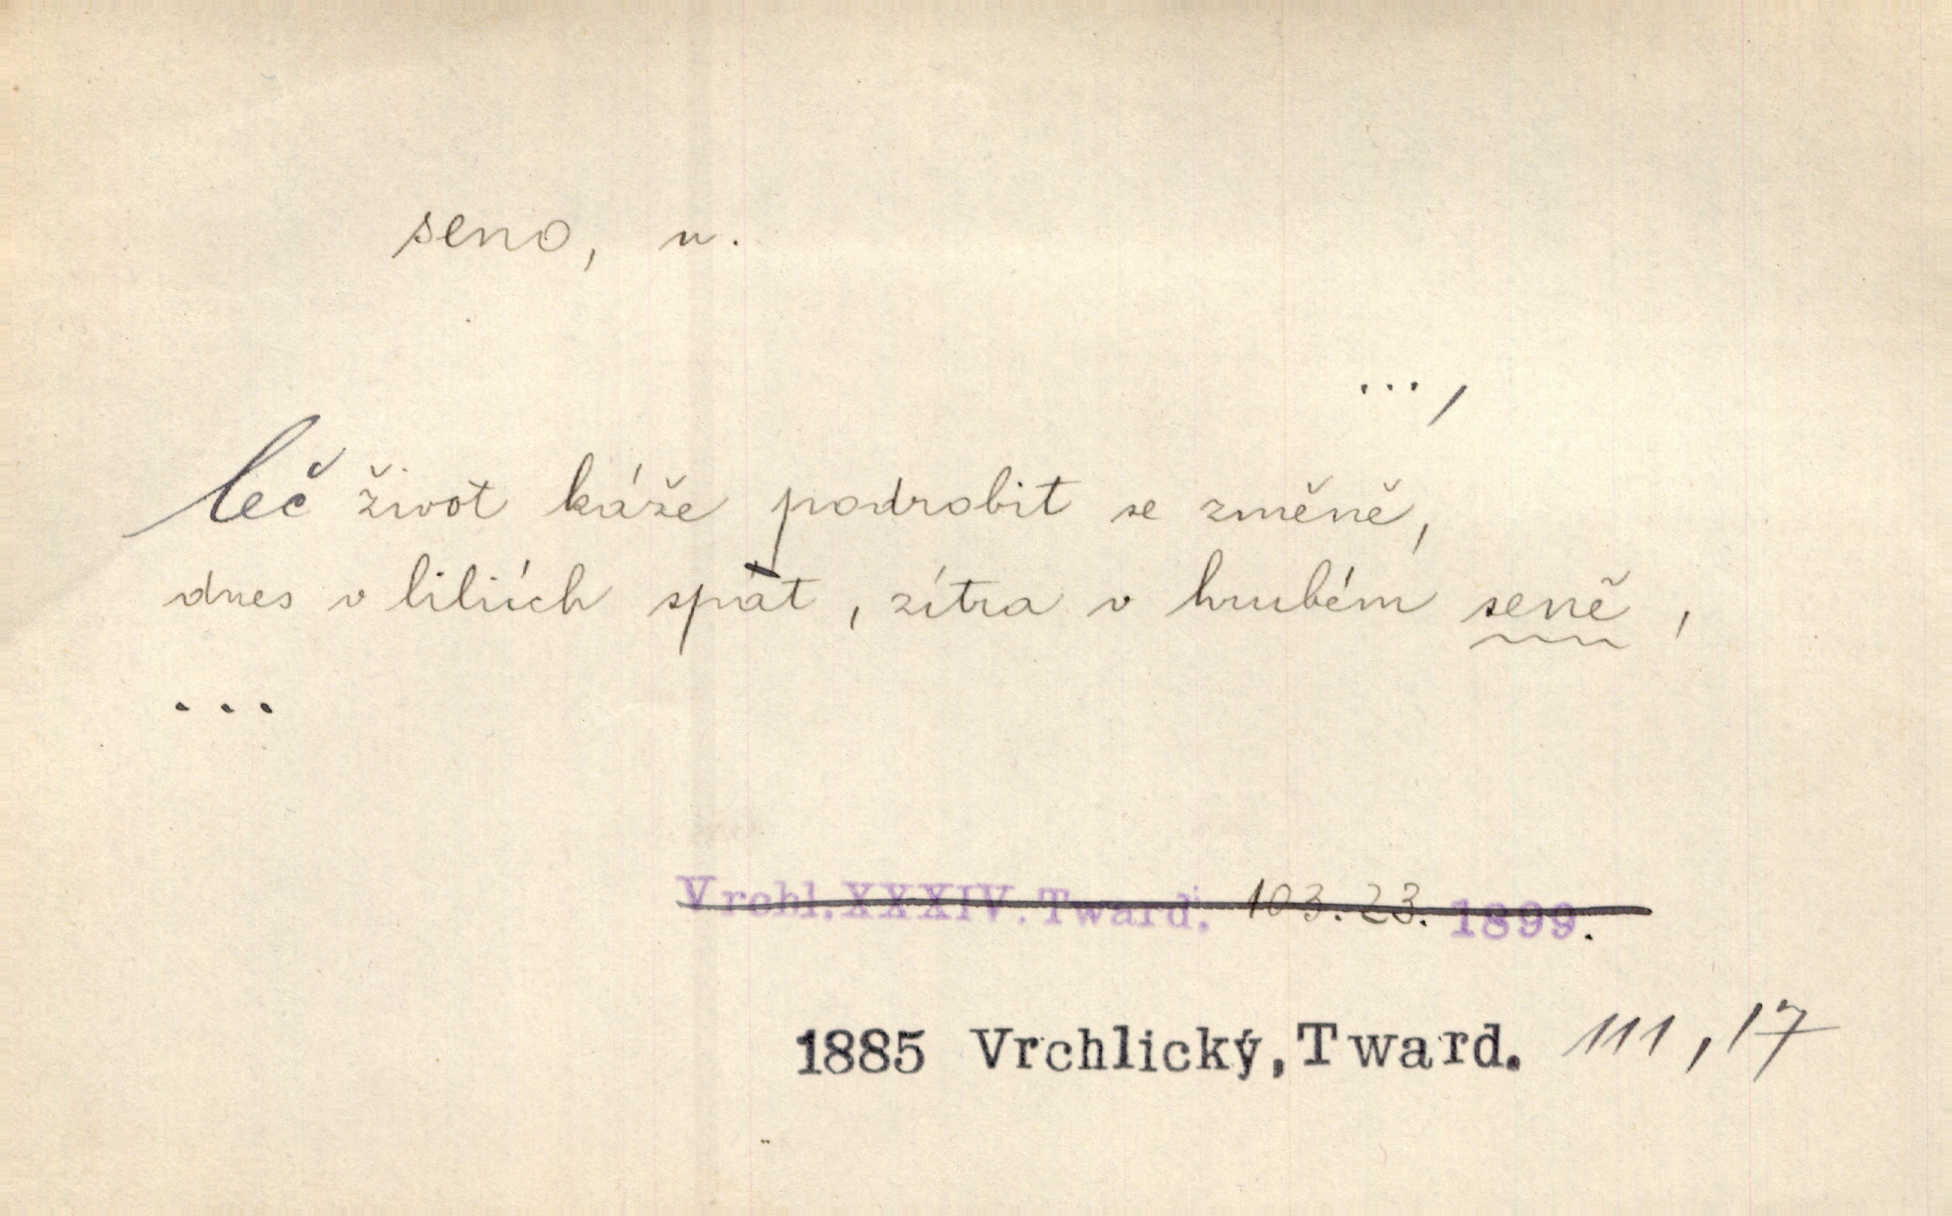 seno, n.
...,
leč život káže podrobit se změně,
dnes v liliích spat, zítra v hrubém seně,
...
Vrchl. XXXIV. Tward. 103. 23. 1899.
1885 Vrchlický, Tward. 111, 17